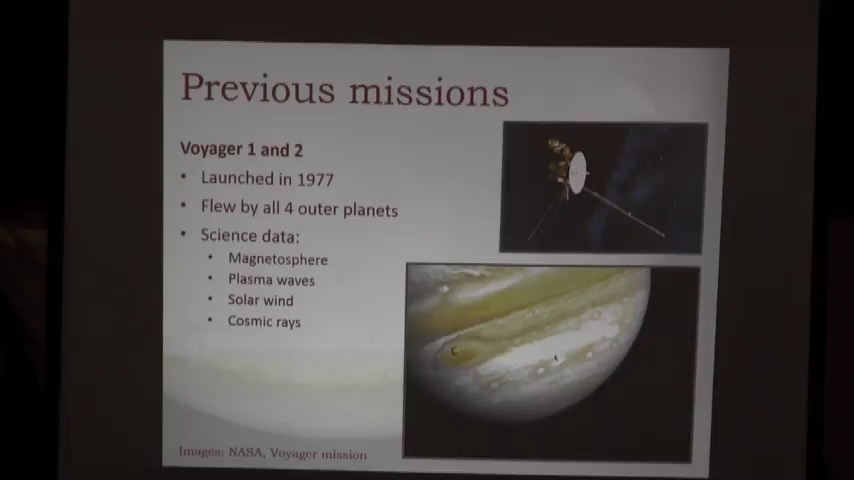 Previous missions
Voyager 1 and 2
• Launched in 1977
• Flew by all 4 outer planets
• Science data:
• Magnetosphere
• Plasma waves
• Solar wind
• Cosmic rays
Images: NASA, Voyager mission